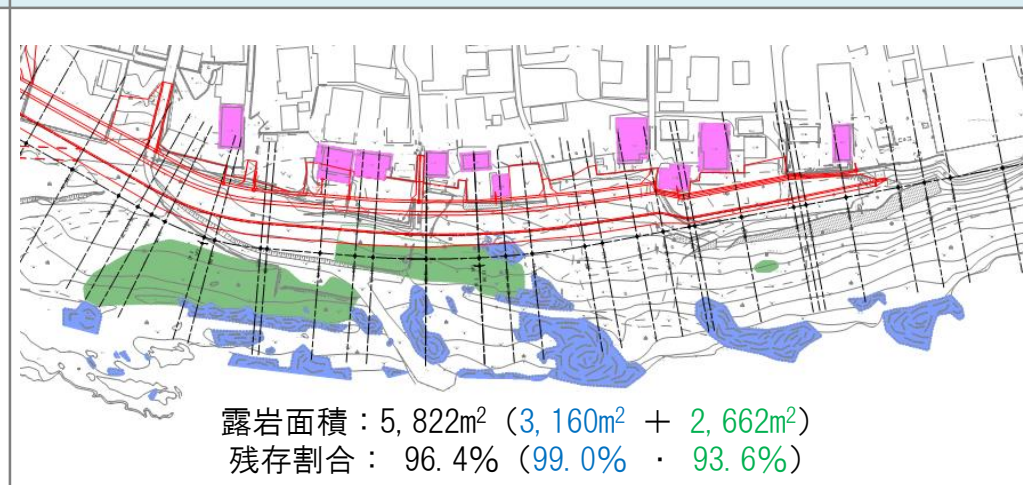 露岩面積：5,822m² （3,160m² ＋ 2,662m²）
残存割合： 96.4%（99.0% ・ 93.6%）